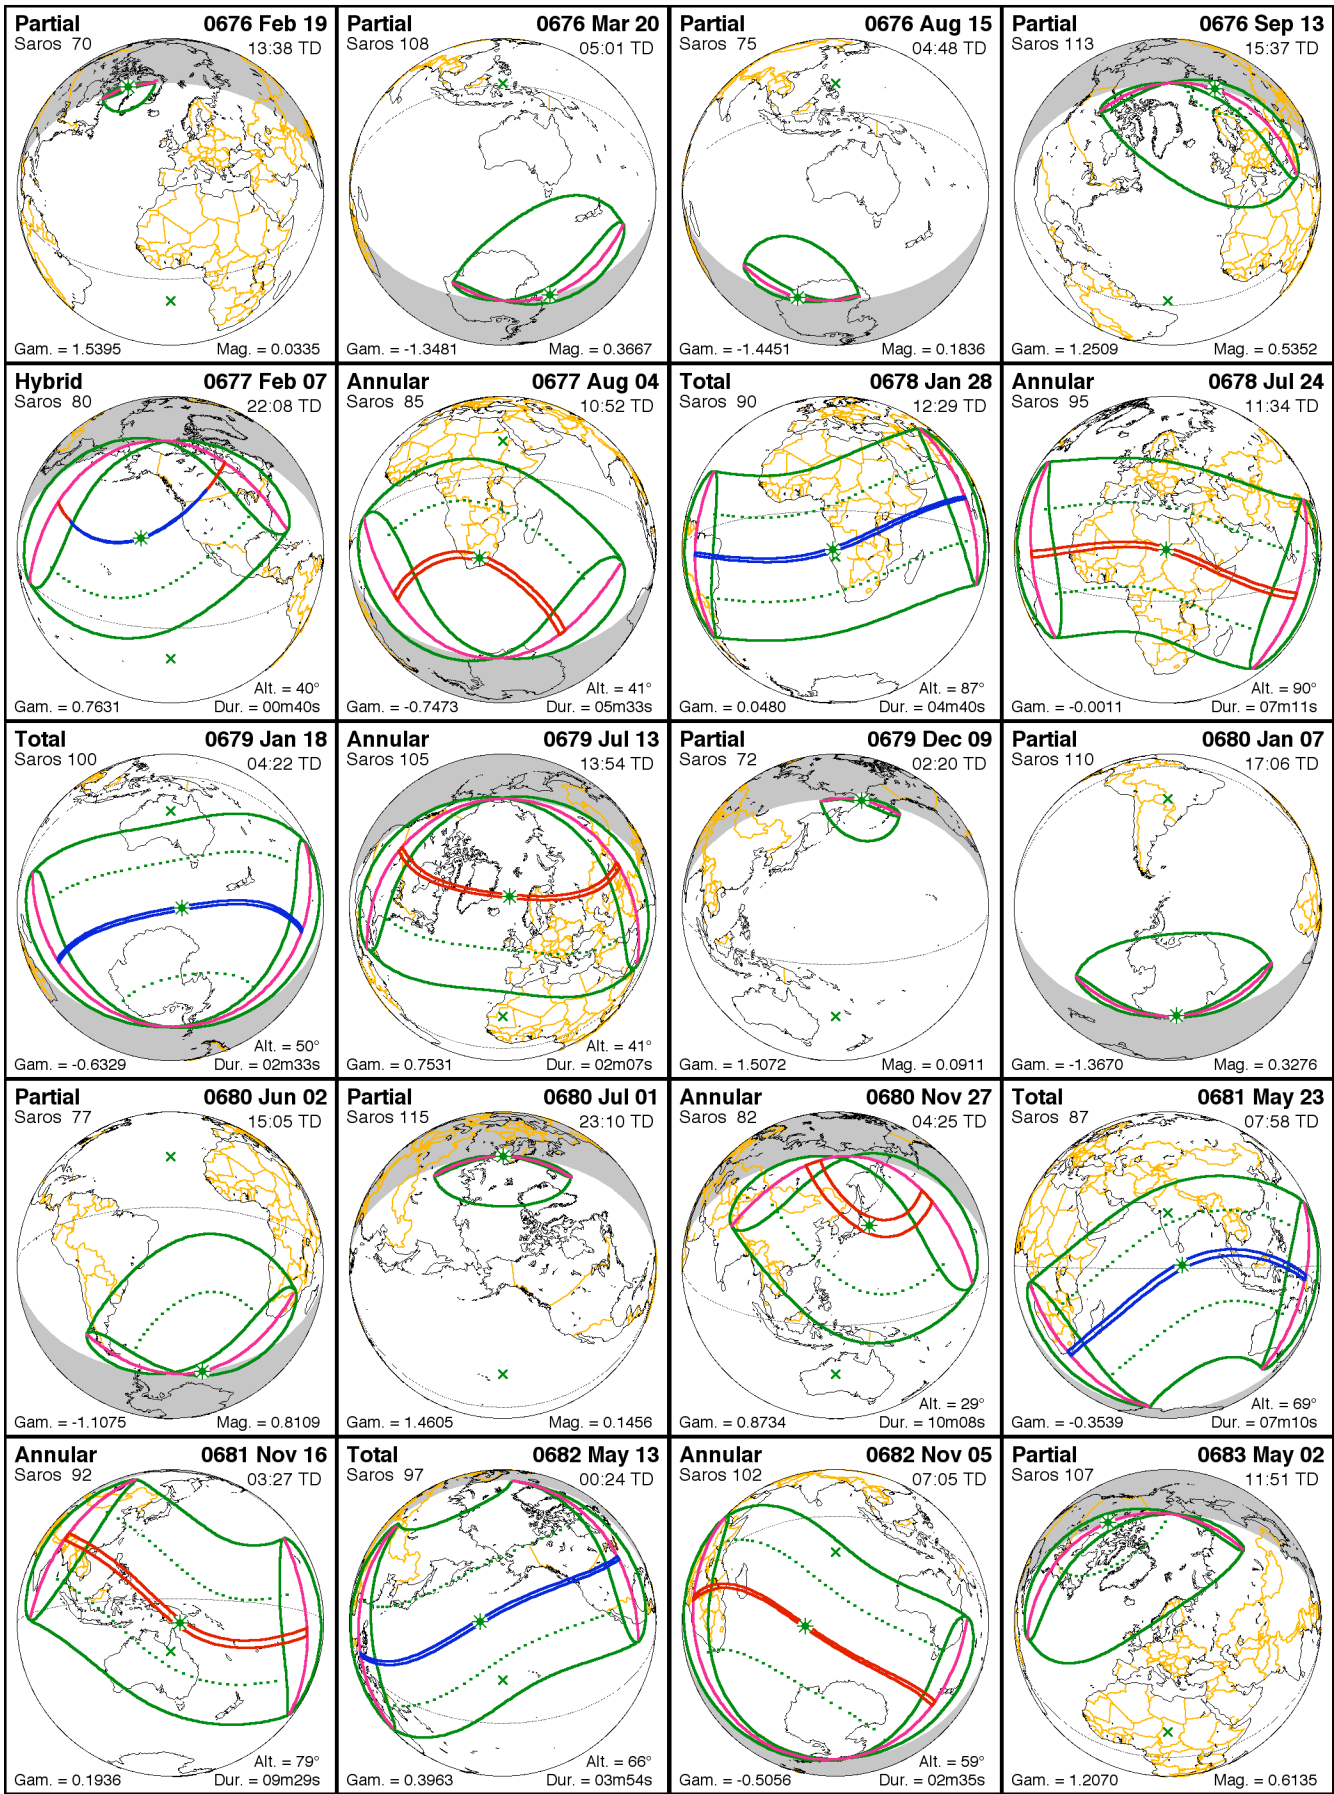 Partial 0676 Feb 19
Saros 70 13:38 TD
Gam. = 1.5395 Mag. = 0.0335
Partial 0676 Mar 20
Saros 108 05:01 TD
Gam. = -1.3481 Mag. = 0.3667
Partial 0676 Aug 15
Saros 75 04:48 TD
Gam. = -1.4451 Mag. = 0.1836
Partial 0676 Sep 13
Saros 113 15:37 TD
Gam. = 1.2509 Mag. = 0.5352
Hybrid 0677 Feb 07
Saros 80 22:08 TD
Alt. = 40°
Gam. = 0.7631 Dur. = 00m40s
Annular 0677 Aug 04
Saros 85 10:52 TD
Alt. = 41°
Gam. = -0.7473 Dur. = 05m33s
Total 0678 Jan 28
Saros 90 12:29 TD
Alt. = 87°
Gam. = 0.0480 Dur. = 04m40s
Annular 0678 Jul 24
Saros 95 11:34 TD
Alt. = 90°
Gam. = -0.0011 Dur. = 07m11s
Total 0679 Jan 18
Saros 100 04:22 TD
Alt. = 50°
Gam. = -0.6329 Dur. = 02m33s
Annular 0679 Jul 13
Saros 105 13:54 TD
Alt. = 41°
Gam. = 0.7531 Dur. = 02m07s
Partial 0679 Dec 09
Saros 72 02:20 TD
Gam. = 1.5072 Mag. = 0.0911
Partial 0680 Jan 07
Saros 110 17:06 TD
Gam. = -1.3670 Mag. = 0.3276
Partial 0680 Jun 02
Saros 77 15:05 TD
Gam. = -1.1075 Mag. = 0.8109
Partial 0680 Jul 01
Saros 115 23:10 TD
Gam. = 1.4605 Mag. = 0.1456
Annular 0680 Nov 27
Saros 82 04:25 TD
Alt. = 29°
Gam. = 0.8734 Dur. = 10m08s
Total 0681 May 23
Saros 87 07:58 TD
Alt. = 69°
Gam. = -0.3539 Dur. = 07m10s
Annular 0681 Nov 16
Saros 92 03:27 TD
Alt. = 79°
Gam. = 0.1936 Dur. = 09m29s
Total 0682 May 13
Saros 97 00:24 TD
Alt. = 66°
Gam. = 0.3963 Dur. = 03m54s
Annular 0682 Nov 05
Saros 102 07:05 TD
Alt. = 59°
Gam. = -0.5056 Dur. = 02m35s
Partial 0683 May 02
Saros 107 11:51 TD
Gam. = 1.2070 Mag. = 0.6135